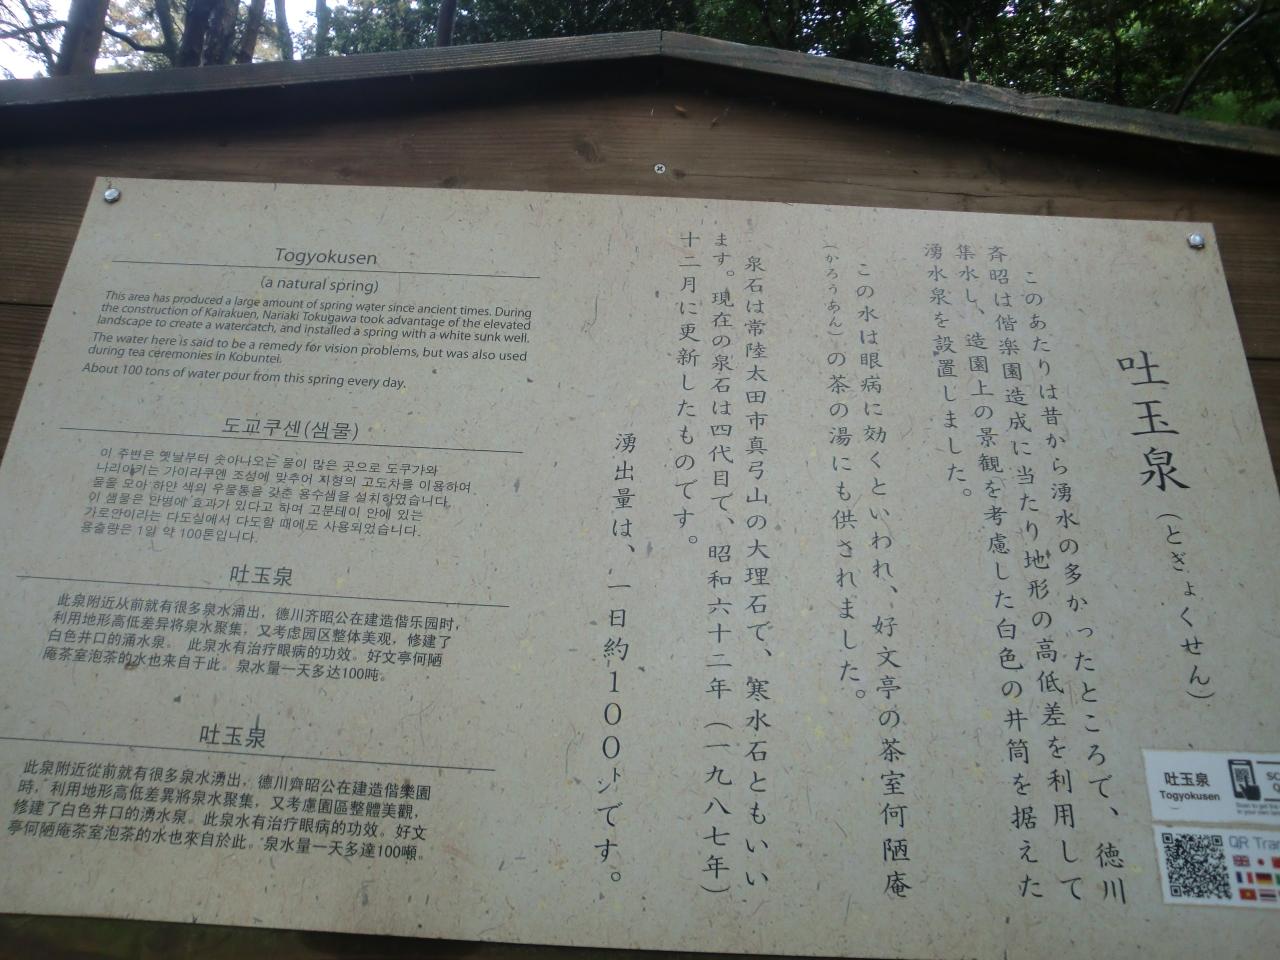 吐玉泉(とぎょくせん)
このあたりは昔から湧水の多かったところで、徳川
斉昭は偕楽園造成に当たり地形の高低差を利用して
集水し、造園上の景観を考慮した白色の井筒を据えた
湧水泉を設置しました。
この水は眼病に効くといわれ、好文亭の茶室何陋庵
(かろうあん)の茶の湯にも供されました。
泉石は常陸太田市真弓山の大理石で、寒水石ともいい
ます。現在の泉石は四代目で、昭和六十二年(一九八七年)
十二月に更新したものです。
湧出量は、一日約100㌧です。
Togyokusen
(a natural spring)
This area has produced a large amount of spring water since ancient times. During
the construction of Kairakuen, Nariaki Tokugawa took advantage of the elevated
landscape to create a watercatch, and installed a spring with a white sunk well.
The water here is said to be a remedy for vision problems, but was also used
during tea ceremonies in Kobuntei.
About 100 tons of water pour from this spring every day.
도교쿠센(샘물)
이 주변은 옛날부터 솟아나오는 물이 많은 곳으로 도쿠가와
나리아키는 가이라쿠엔 조성에 맞추어 지형의 고도차를 이용하여
물을 모아 하얀 색의 우물통을 갖춘 용수샘을 설치하였습니다.
이 샘물은 안병에 효과가 있다고 하며 고분테이 안에 있는
가로안이라는 다도실에서 다도할 때에도 사용되었습니다.
용출량은 1일 약 100톤입니다.
吐玉泉
此泉附近从前就有很多泉水涌出，德川齐昭公在建造偕乐园时，
利用地形高低差异将泉水聚集，又考虑园区整体美观，修建了
白色井口的涌水泉。 此泉水有治疗眼病的功效。好文亭何陋
庵茶室泡茶的水也来自于此。泉水量一天多达100吨。
吐玉泉
此泉附近從前就有很多泉水湧出，德川齊昭公在建造偕樂園
時，利用地形高低差異將泉水聚集，又考慮園區整體美觀，
修建了白色井口的湧水泉。此泉水有治疗眼病的功效。好文
亭何陋庵茶室泡茶的水也來自於此。泉水量一天多達100噸。
吐玉泉
Togyokusen
QR